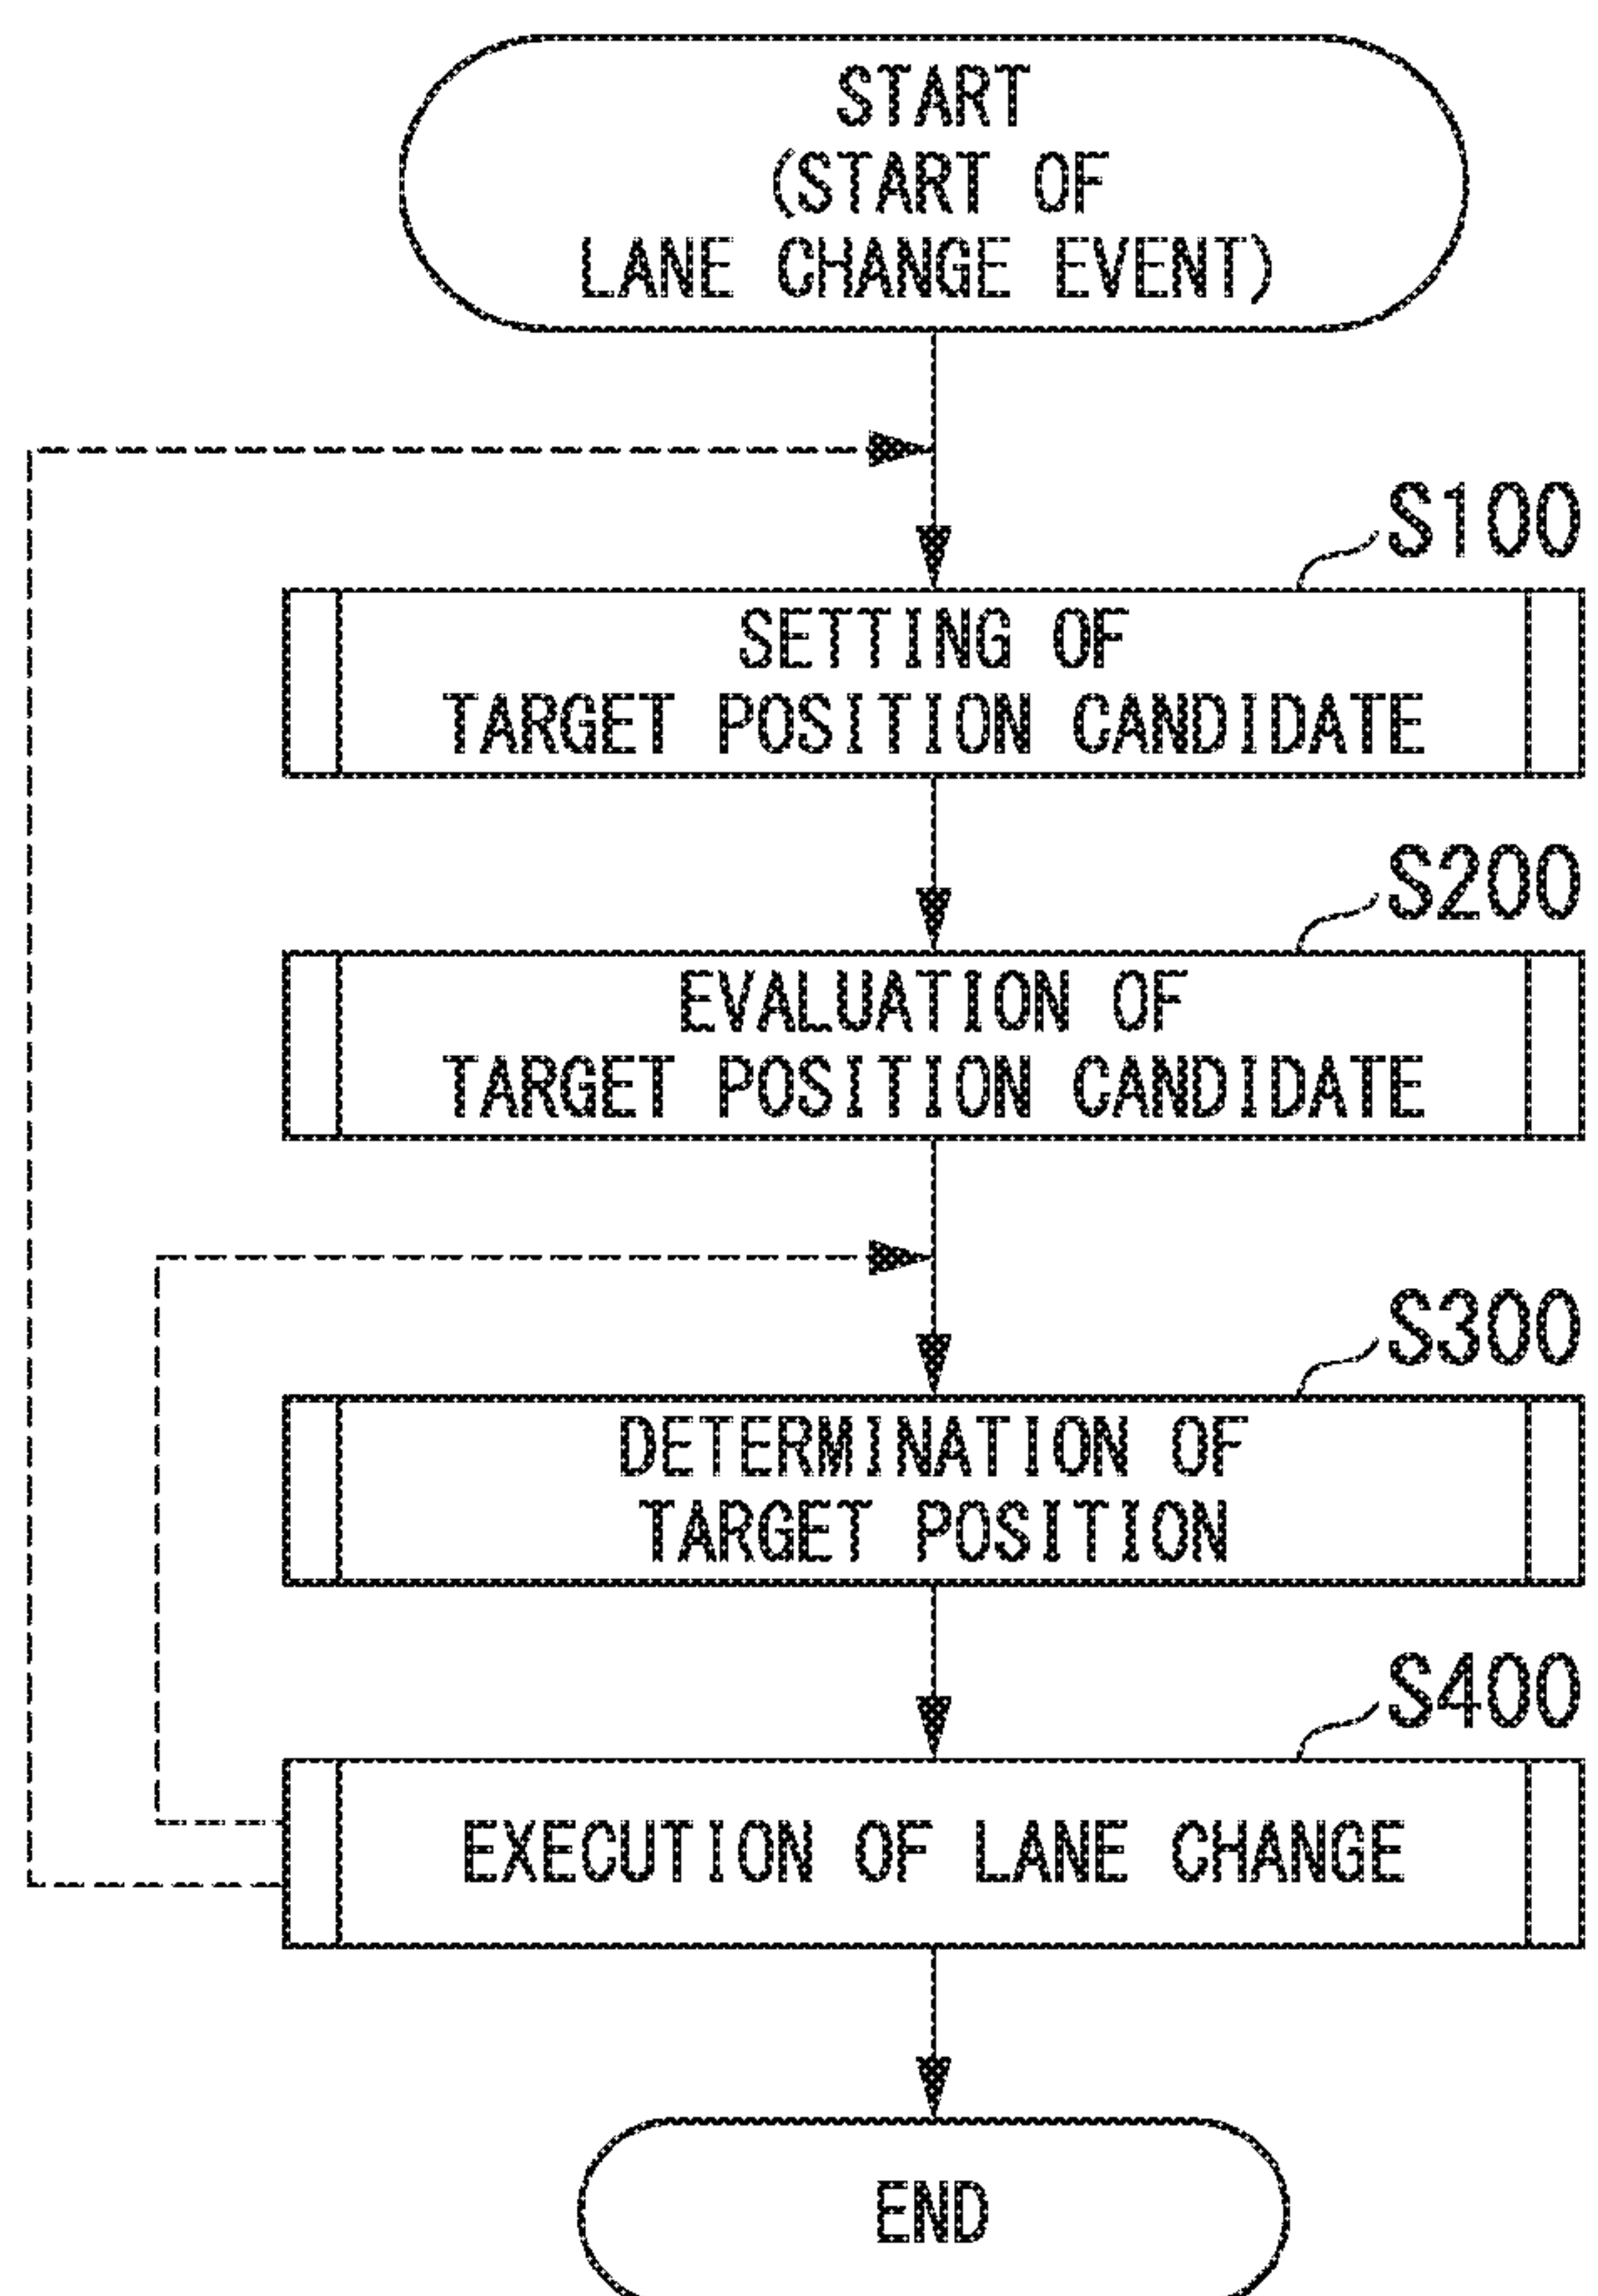 START
(START OF
LANE CHANGE EVENT)
S100
SETTING OF
TARGET POSITION CANDIDATE
S200
EVALUATION OF
TARGET POSITION CANDIDATE
S300
DETERMINATION OF
TARGET POSITION
S400
EXECUTION OF LANE CHANGE
END